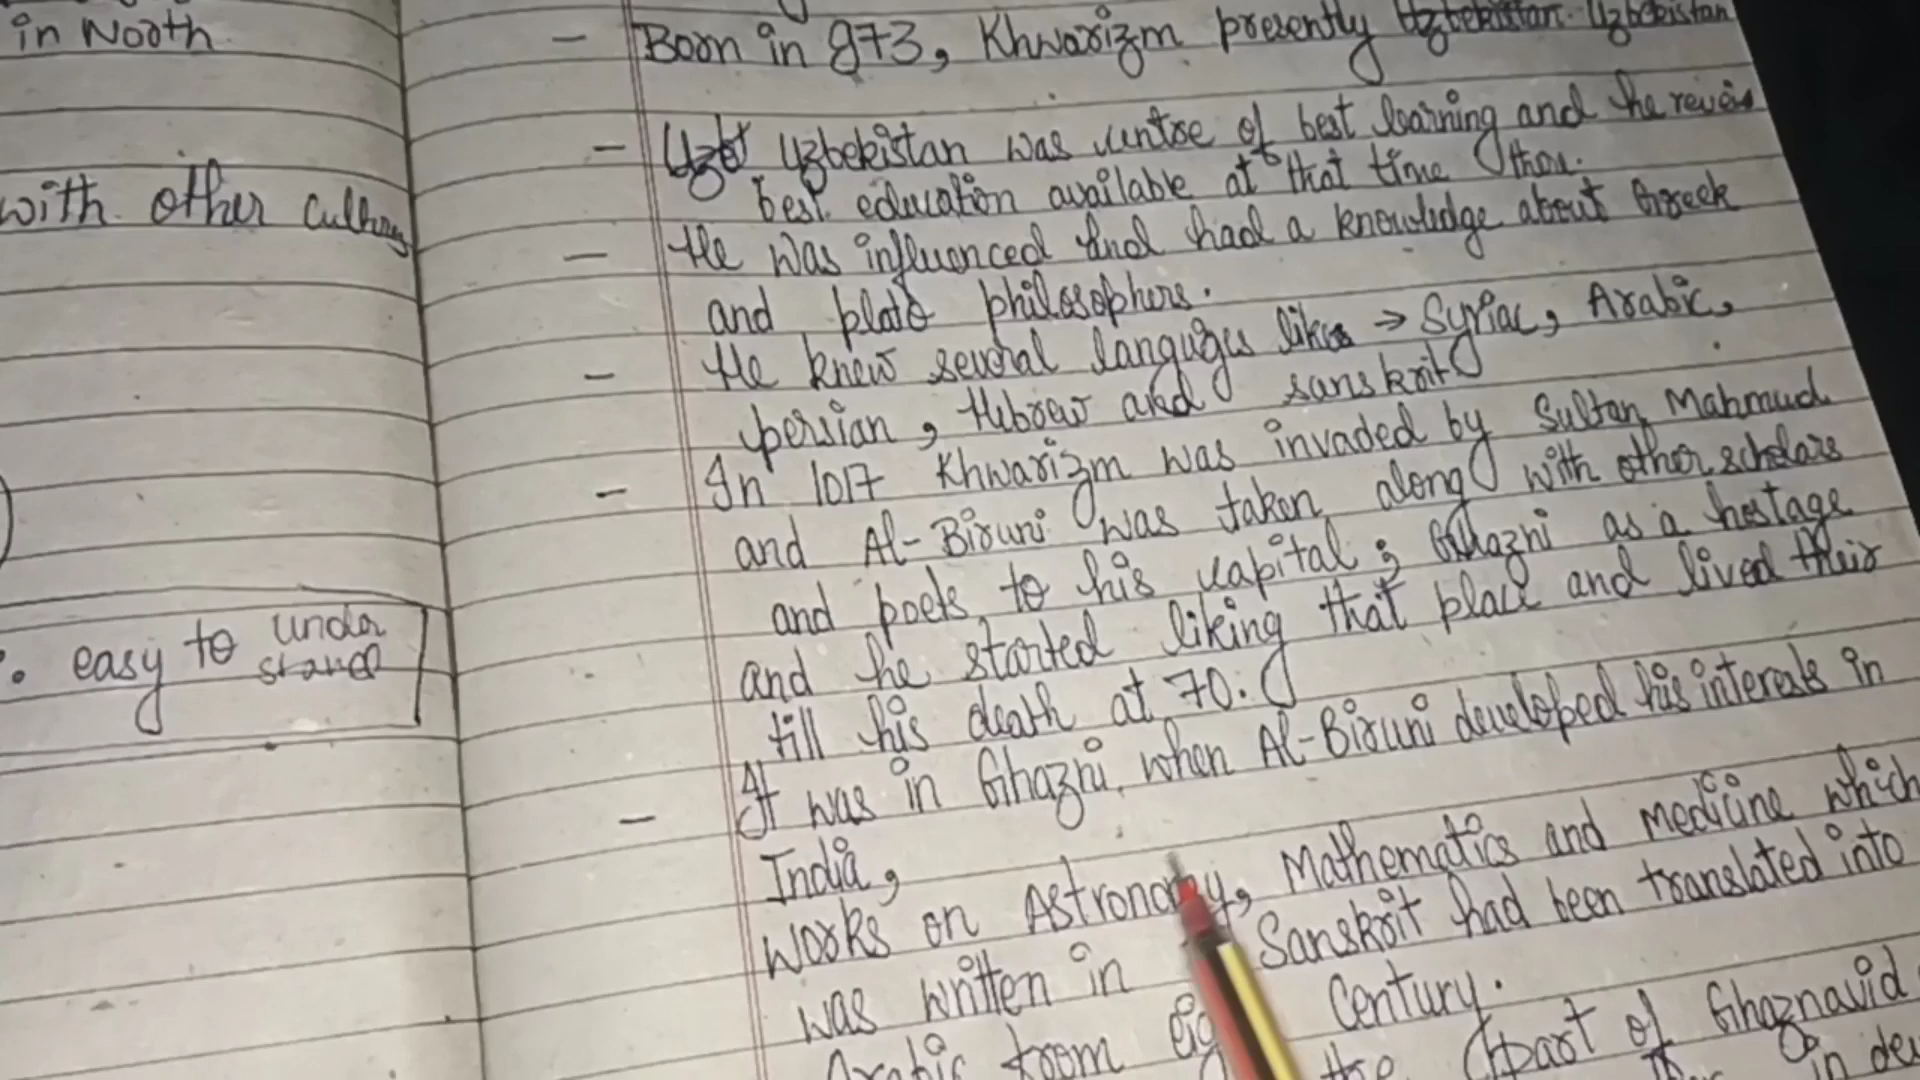 in North
with other cultures
easy to under
stand
- Born in 973, Khwarizm presently Uzbekistan. Uzbekistan
- Uzbekistan was centre of best learning and he
best education available at that time
- He was influenced and had a knowledge about Greek
and plato philosophers.
- He knew several languages like → Syriac, Arabic,
persian, Hebrew and sanskrit
- In 1017 Khwarizm was invaded by Sultan Mahmud
and Al-Biruni was taken along with other scholars
and poets to his capital; Ghazni as a hostage
and he started liking that place and lived their
till his death at 70.
- It was in Ghazni when Al-Biruni developed his interests in
India,
works on Astronomy, Mathematics and medicine which
was written in Sanskrit had been translated into
Arabic from Century.
the part of Ghaznavid
in